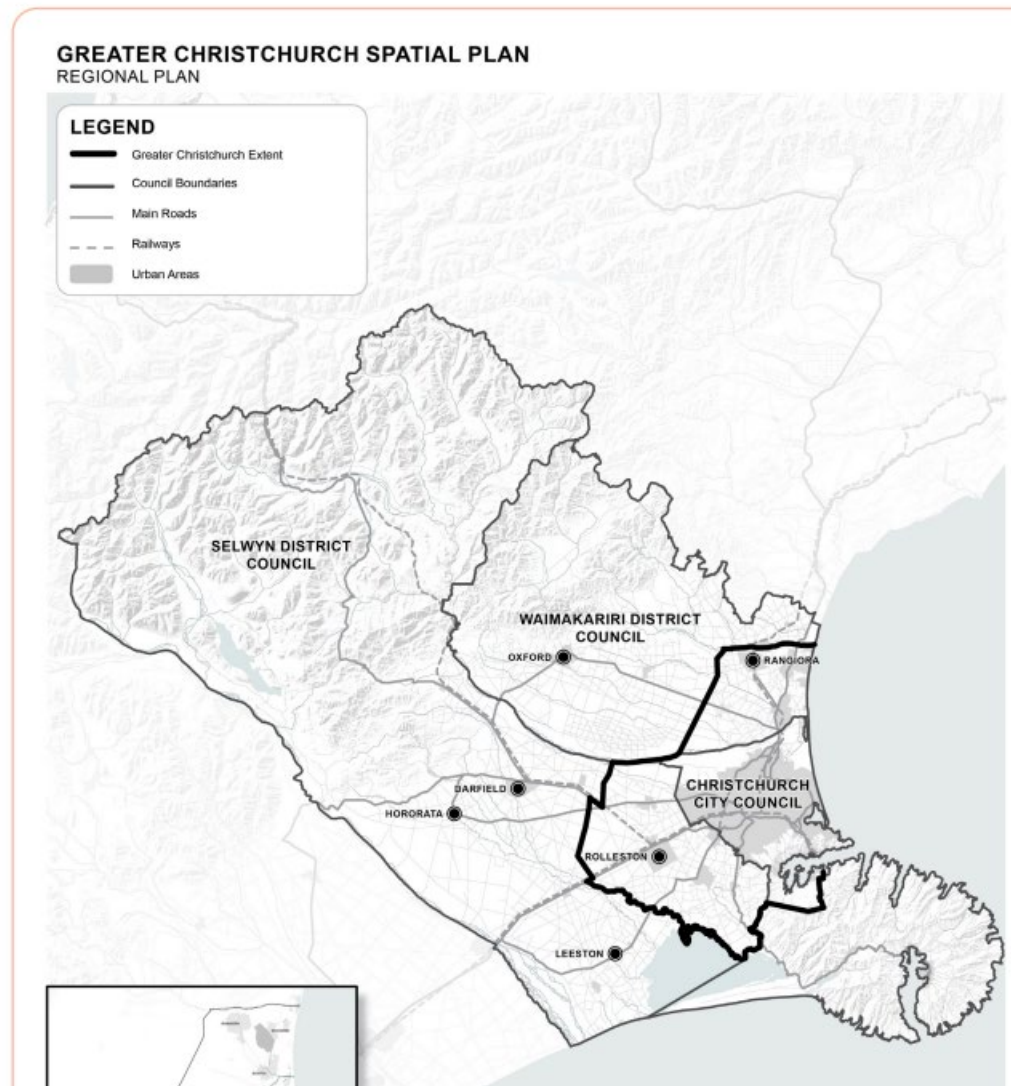 GREATER CHRISTCHURCH SPATIAL PLAN
REGIONAL PLAN
LEGEND
Greater Christchurch Extent
Council Boundaries
Main Roads
Railways
Urban Areas
SELWYN DISTRICT
COUNCIL
WAIMAKARIRI DISTRICT
COUNCIL
OXFORD
RANGIORA
CHRISTCHURCH
CITY COUNCIL
DARFIELD
HORORATA
ROLLESTON
LEESTON